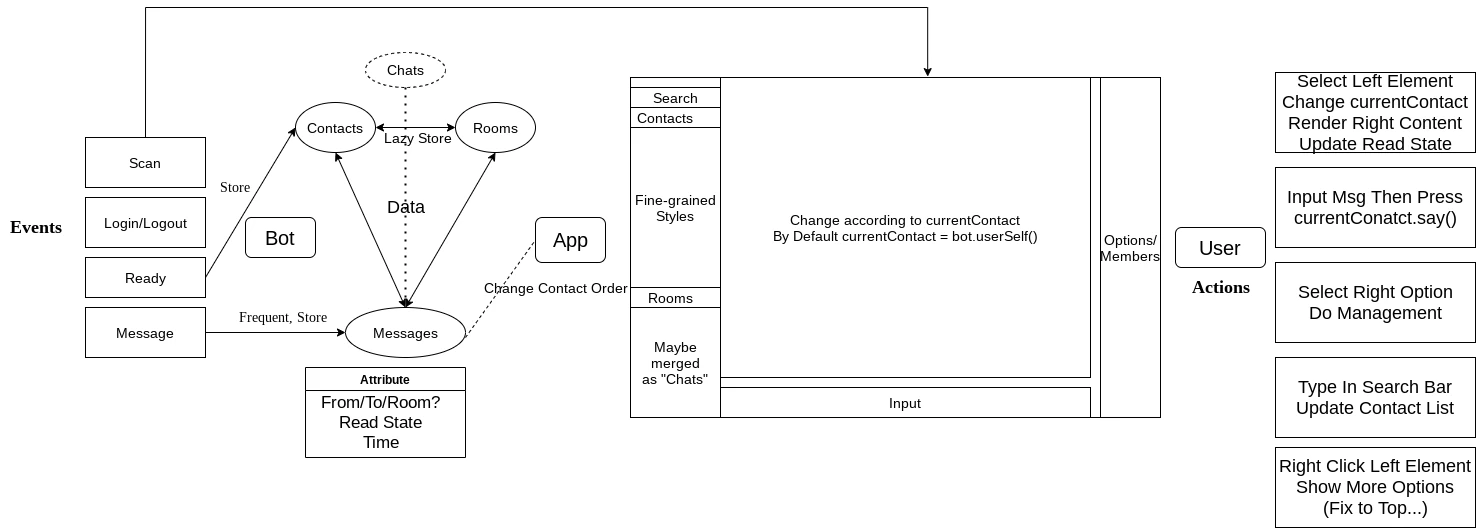 Events
Scan
Login/Logout
Ready
Message
Store
Frequent, Store
Bot
Chats
Contacts
Rooms
Lazy Store
Data
Messages
Attribute
From/To/Room?
Read State
Time
App
Change Contact Order
Search
Contacts
Fine-grained
Styles
Rooms
Maybe
merged
as "Chats"
Change according to currentContact
By Default currentContact = bot.userSelf()
Input
Options/
Members
User
Actions
Select Left Element
Change currentContact
Render Right Content
Update Read State
Input Msg Then Press
currentConatct.say()
Select Right Option
Do Management
Type In Search Bar
Update Contact List
Right Click Left Element
Show More Options
(Fix to Top...)